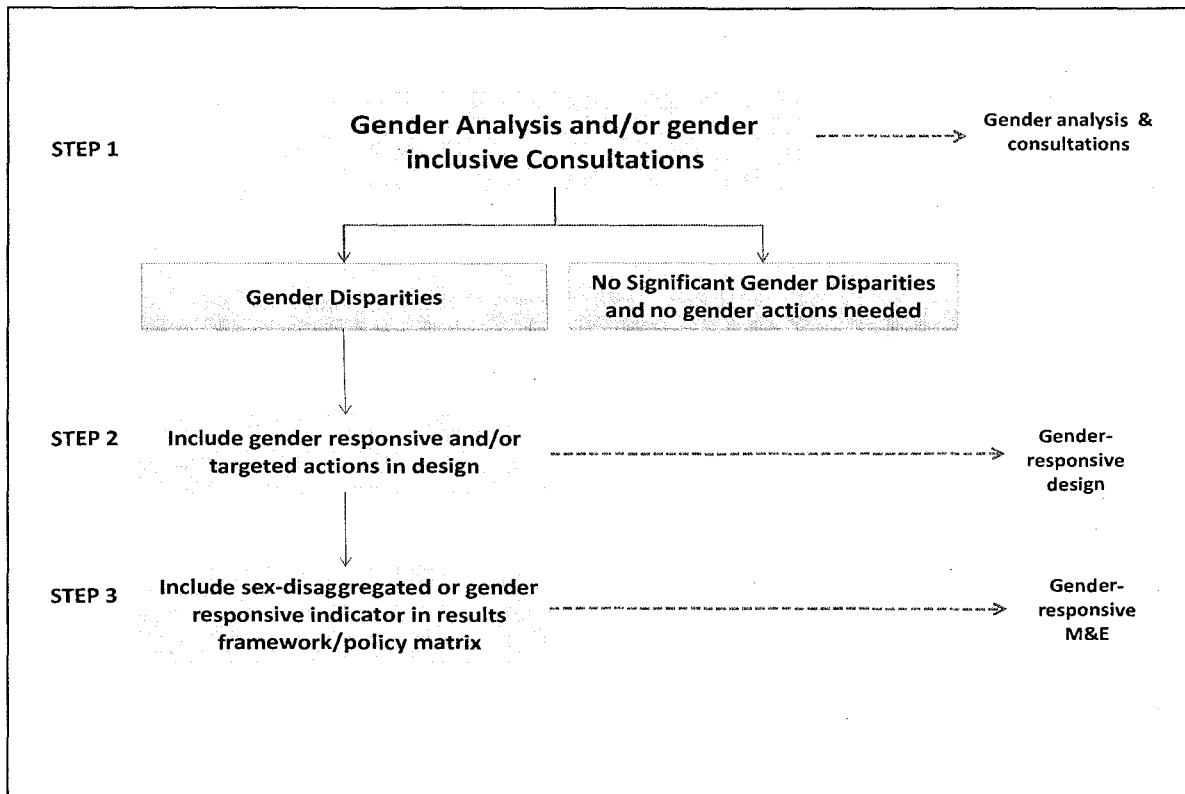 STEP 1
Gender Analysis and/or gender
inclusive Consultations
Gender analysis &
consultations
Gender Disparities
No Significant Gender Disparities
and no gender actions needed
STEP 2
Include gender responsive and/or
targeted actions in design
Gender-
responsive
design
STEP 3
Include sex-disaggregated or gender
responsive indicator in results
framework/policy matrix
Gender-
responsive
M&E